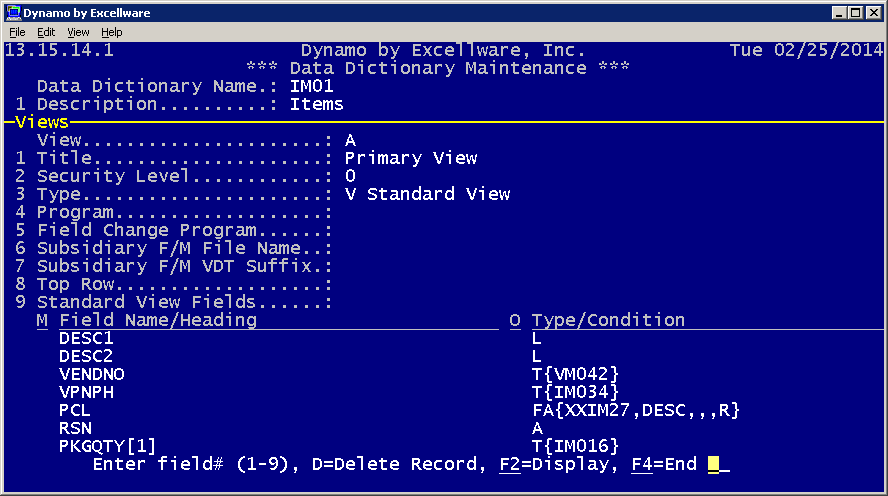 Dynamo by Excellware
File Edit View Help
13.15.14.1 Dynamo by Excellware, Inc. Tue 02/25/2014
*** Data Dictionary Maintenance ***
Data Dictionary Name.: IM01
1 Description..........: Items
Views
View......................: A
1 Title.....................: Primary View
2 Security Level............: 0
3 Type......................: V Standard View
4 Program...................:
5 Field Change Program......:
6 Subsidiary F/M File Name..:
7 Subsidiary F/M VDT Suffix.:
8 Top Row...................:
9 Standard View Fields......:
M Field Name/Heading O Type/Condition
DESC1 L
DESC2 L
VENDNO T{VM042}
VPNPH T{IM034}
PCL FA{XXIM27,DESC,,,R}
RSN A
PKGQTY[1] T{IM016}
Enter field# (1-9), D=Delete Record, F2=Display, F4=End _